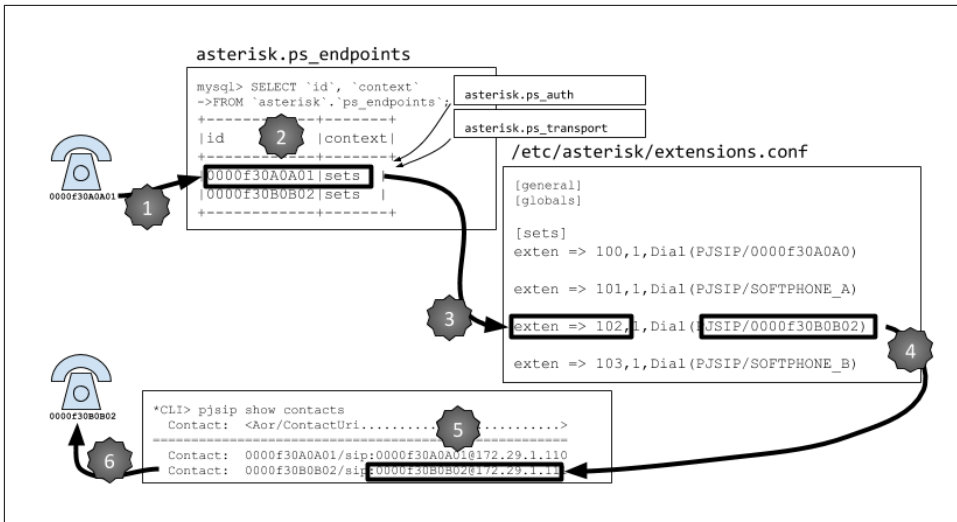 asterisk.ps_endpoints
mysql> SELECT `id`, `context`
->FROM `asterisk`.`ps_endpoints`;
+--------------+--------+
|id |context|
+--------------+--------+
|0000f30A0A01|sets |
|0000f30B0B02|sets |
+--------------+--------+
asterisk.ps_auth
asterisk.ps_transport
2
0000f30A0A01
1
/etc/asterisk/extensions.conf
[general]
[globals]
[sets]
exten => 100,1,Dial(PJSIP/0000f30A0A0)
exten => 101,1,Dial(PJSIP/SOFTPHONE_A)
exten => 102,1,Dial(PJSIP/0000f30B0B02)
exten => 103,1,Dial(PJSIP/SOFTPHONE_B)
3
4
0000f30B0B02
*CLI> pjsip show contacts
Contact: <Aor/ContactUri.............................>
==========================================================
Contact: 0000f30A0A01/sip:0000f30A0A01@172.29.1.110
Contact: 0000f30B0B02/sip:0000f30B0B02@172.29.1.11
5
6